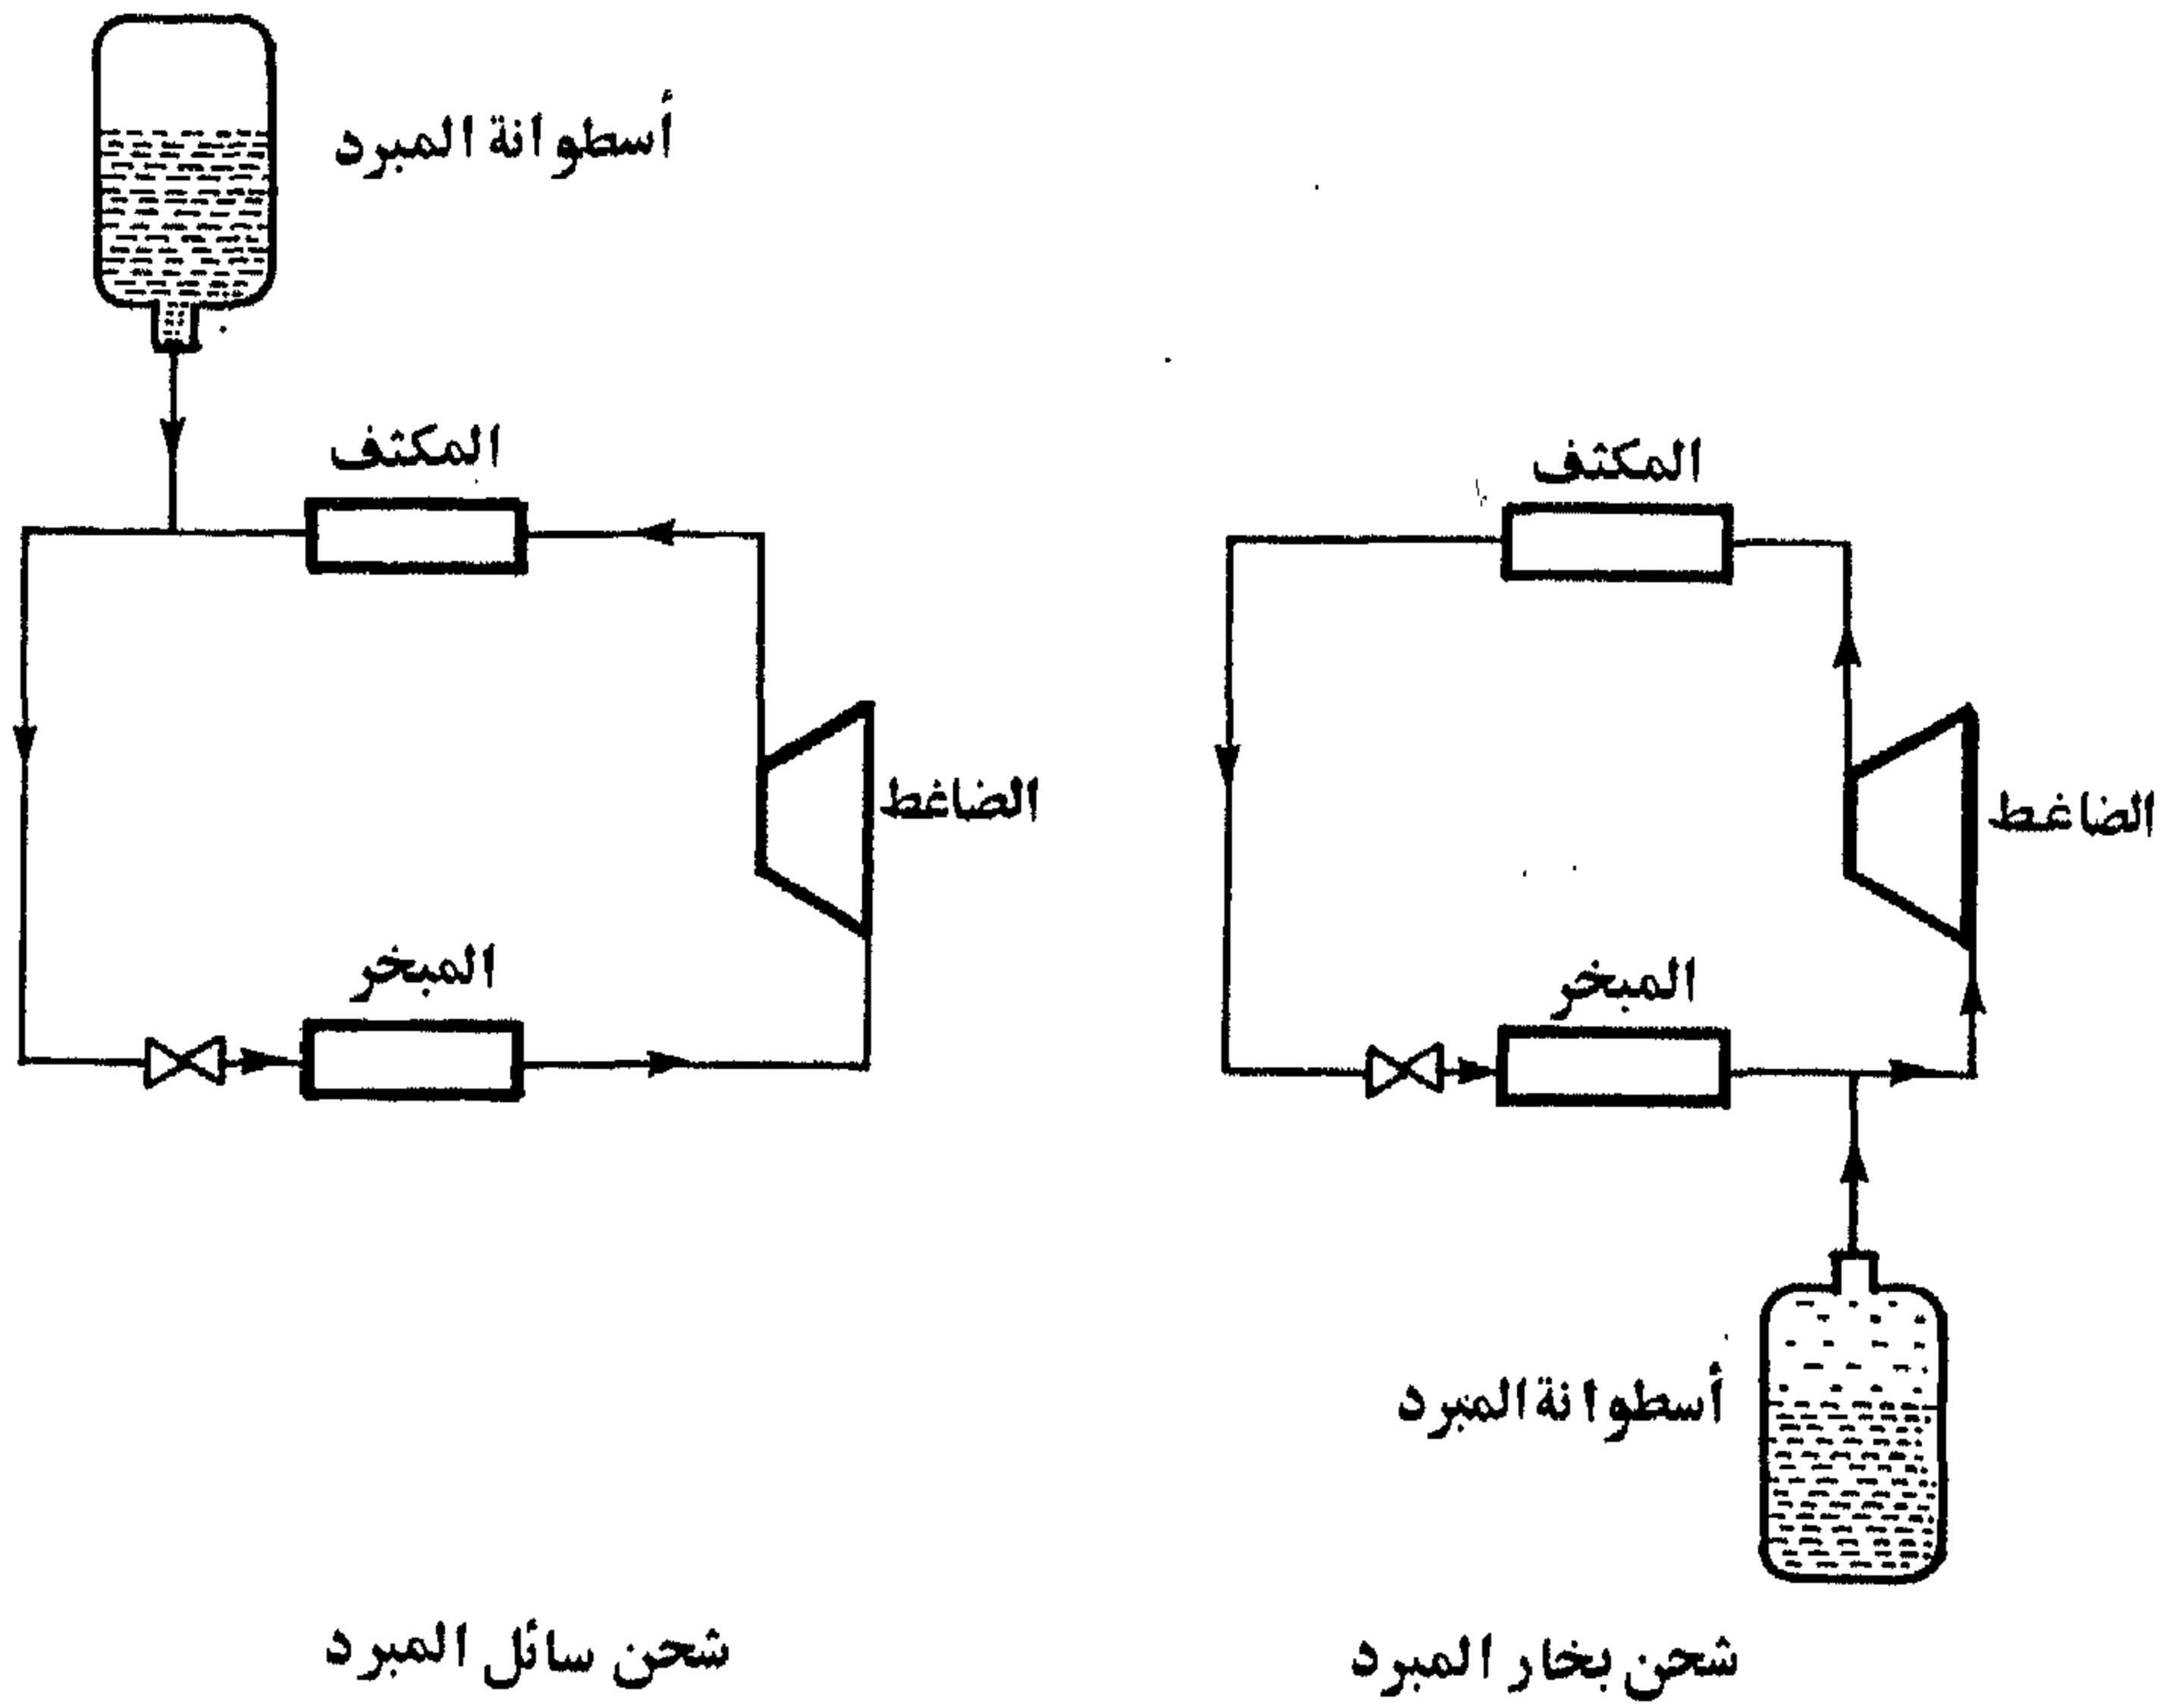 أسطوانة المبرد
المكثف
الضاغط
المبخر
شحن سائل المبرد
المكثف
الضاغط
المبخر
أسطوانة المبرد
شحن بخار المبرد